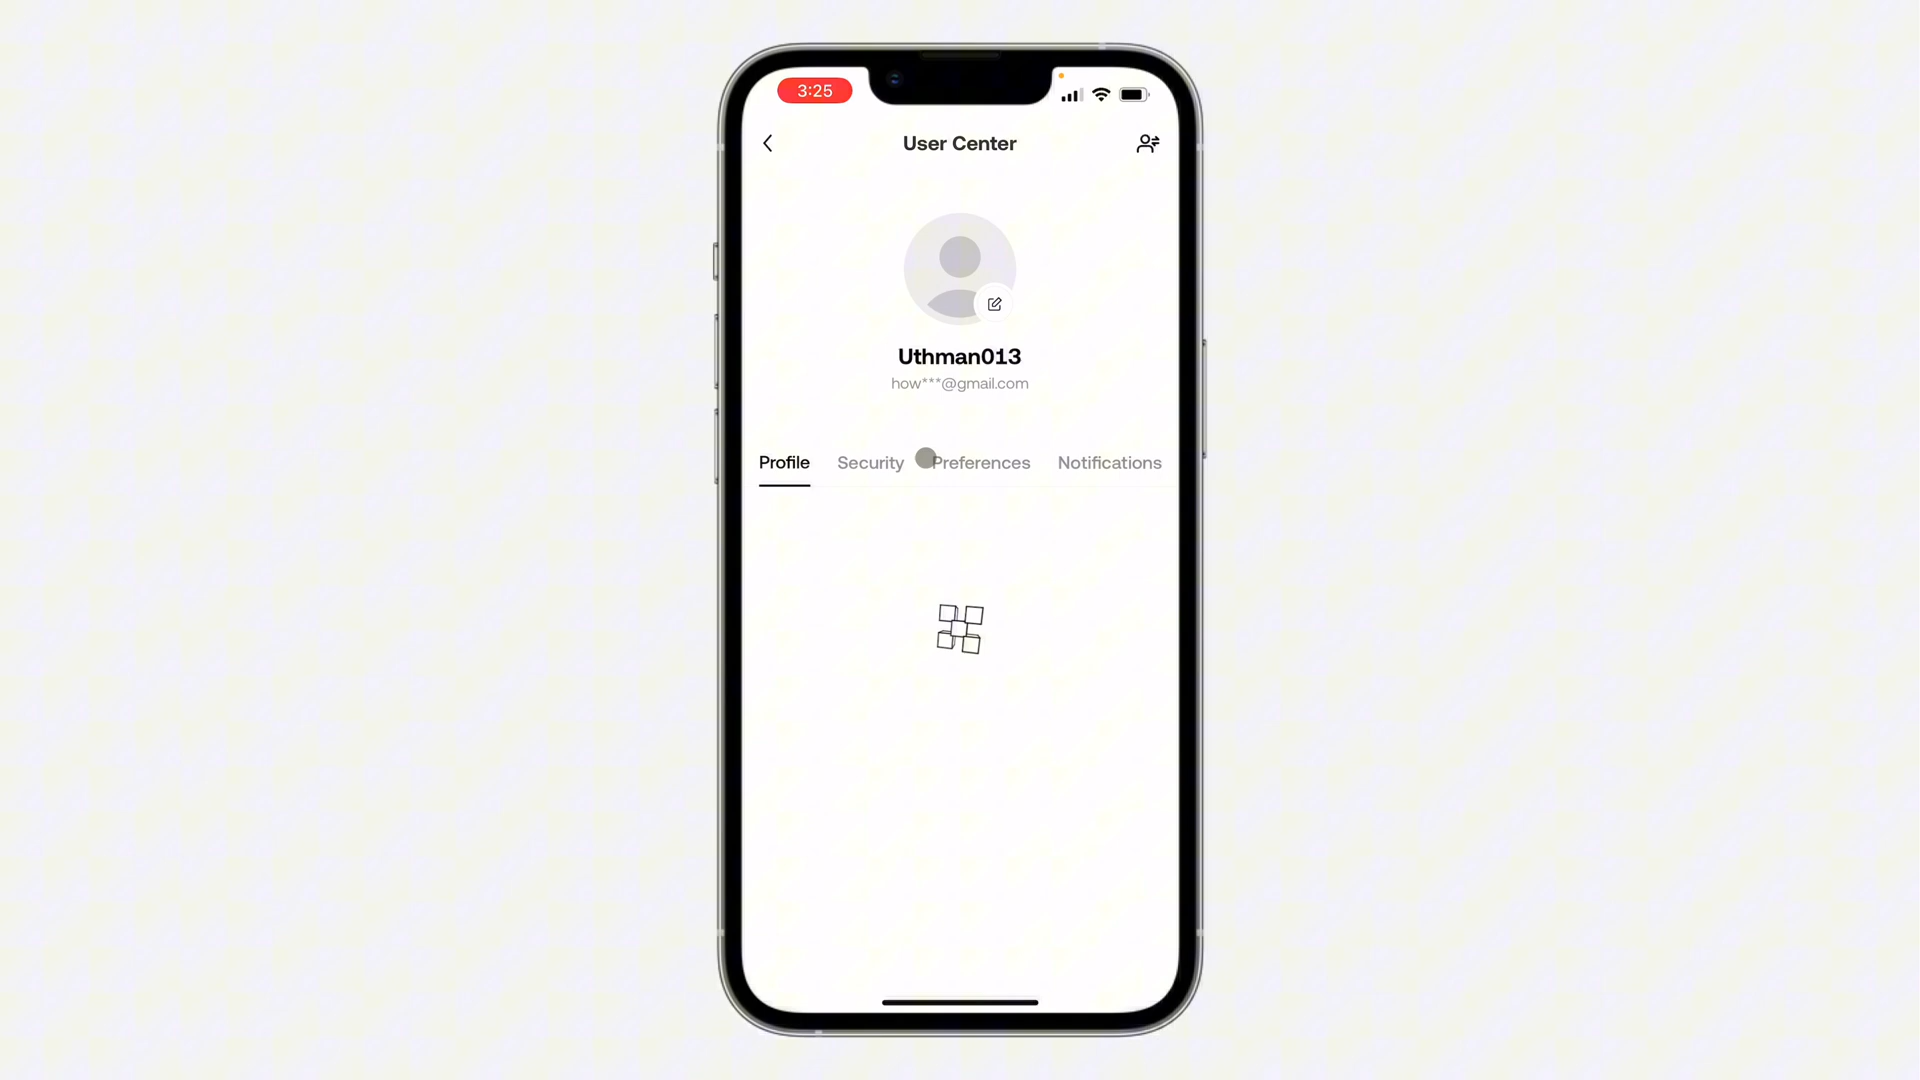 3:25
User Center
Uthman013
how***@gmail.com
Profile Security Preferences Notifications